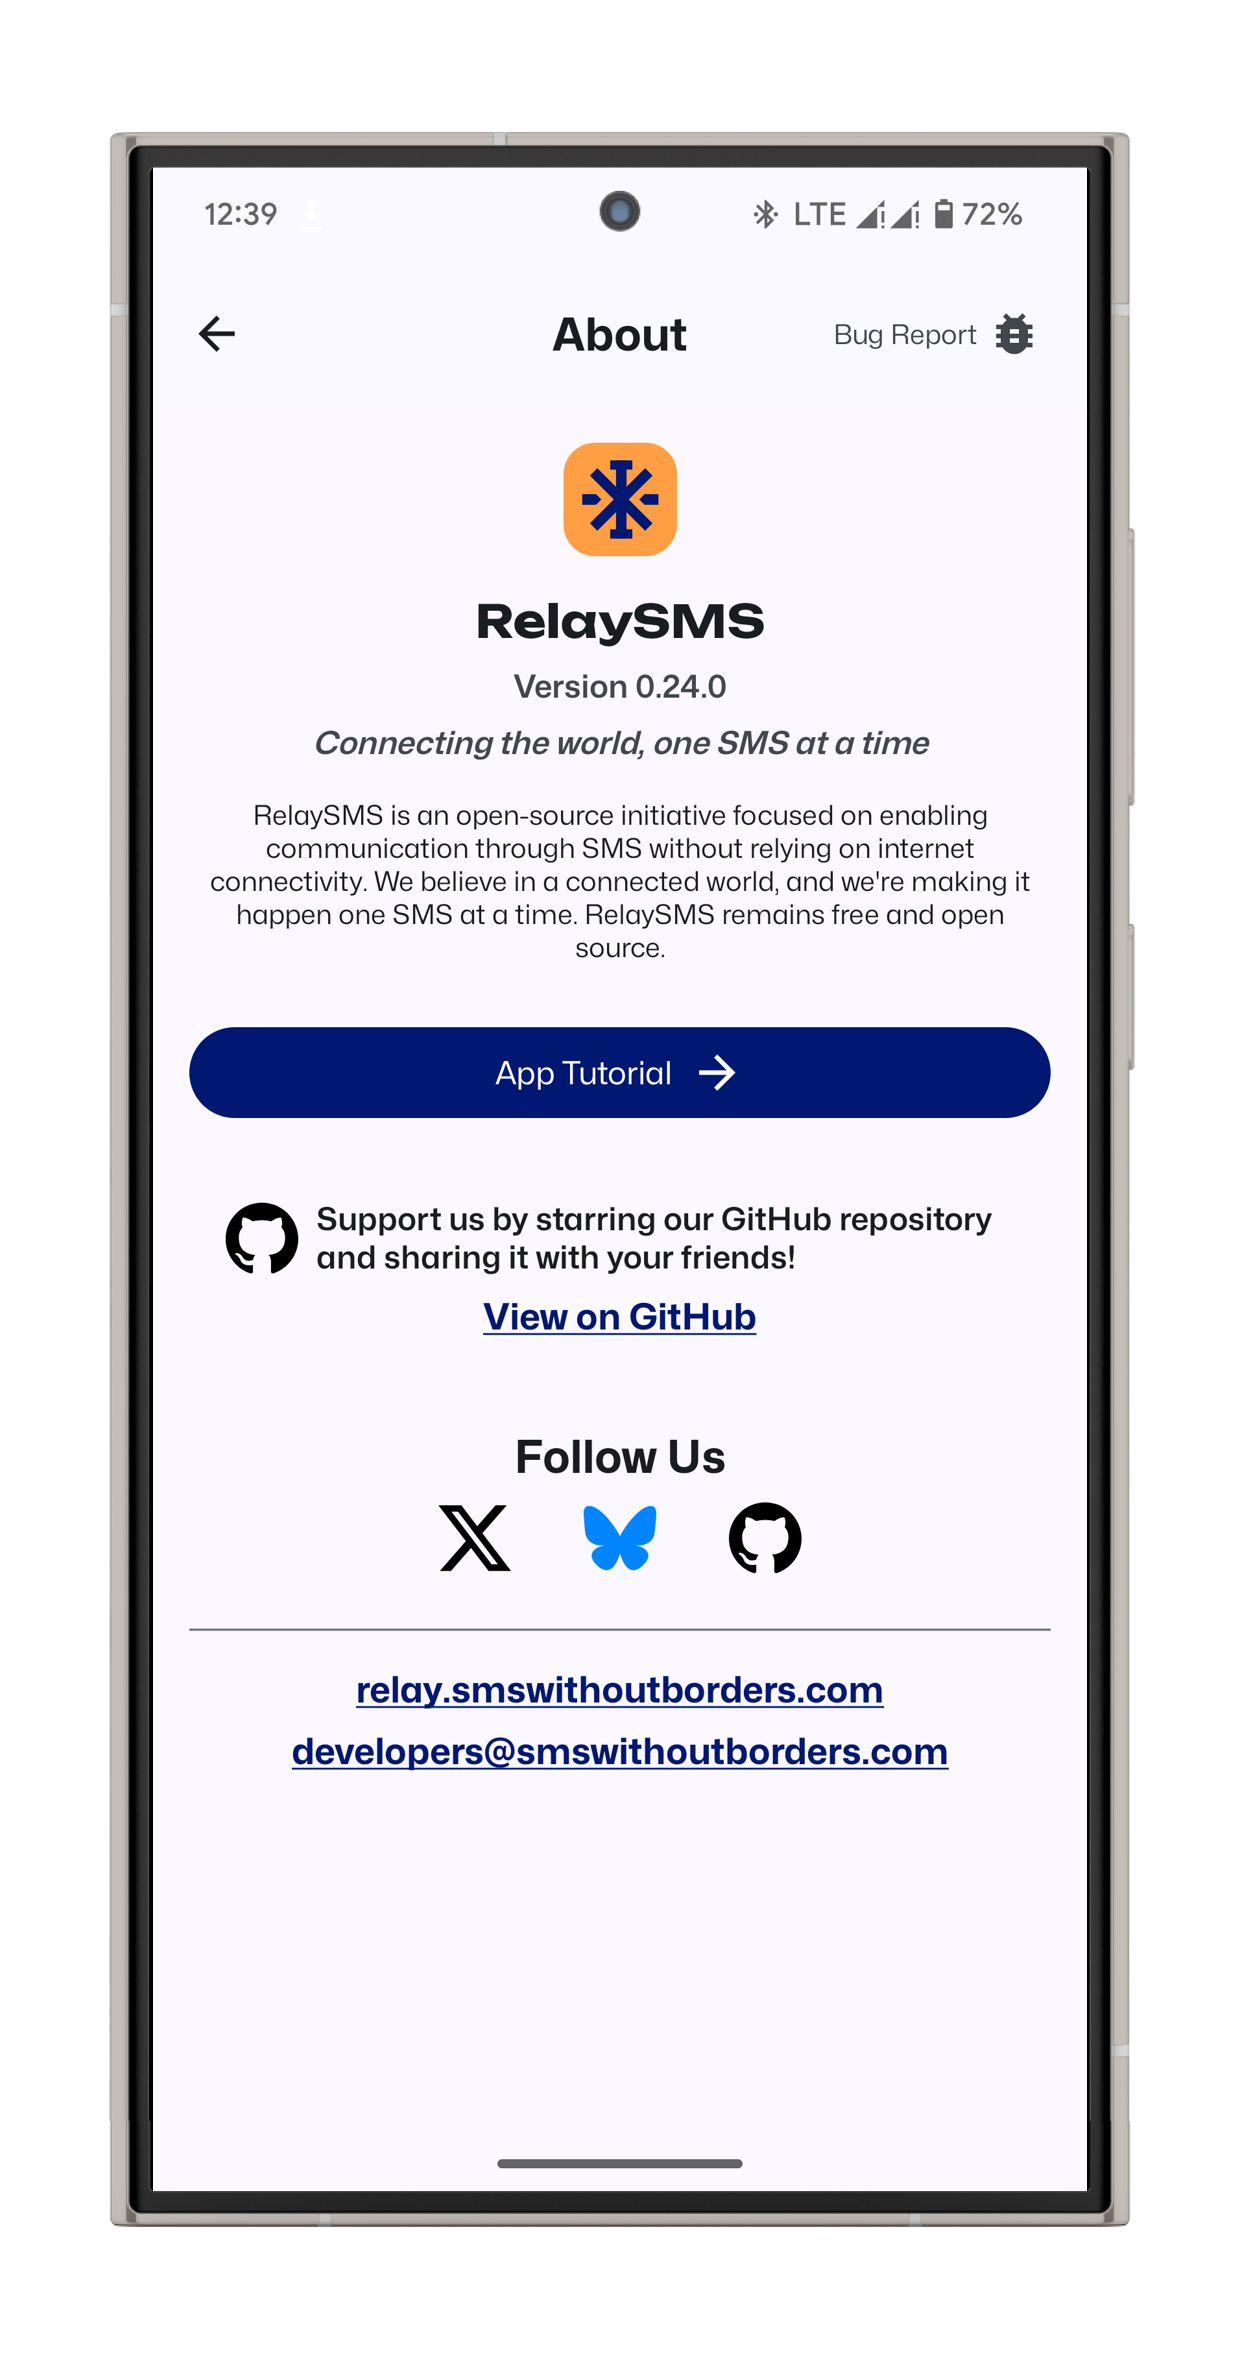 12:39 LTE 72%
About
Bug Report
RelaySMS
Version 0.24.0
Connecting the world, one SMS at a time
RelaySMS is an open-source initiative focused on enabling
communication through SMS without relying on internet
connectivity. We believe in a connected world, and we're making it
happen one SMS at a time. RelaySMS remains free and open
source.
App Tutorial
Support us by starring our GitHub repository
and sharing it with your friends!
View on GitHub
Follow Us
relay.smswithoutborders.com
developers@smswithoutborders.com